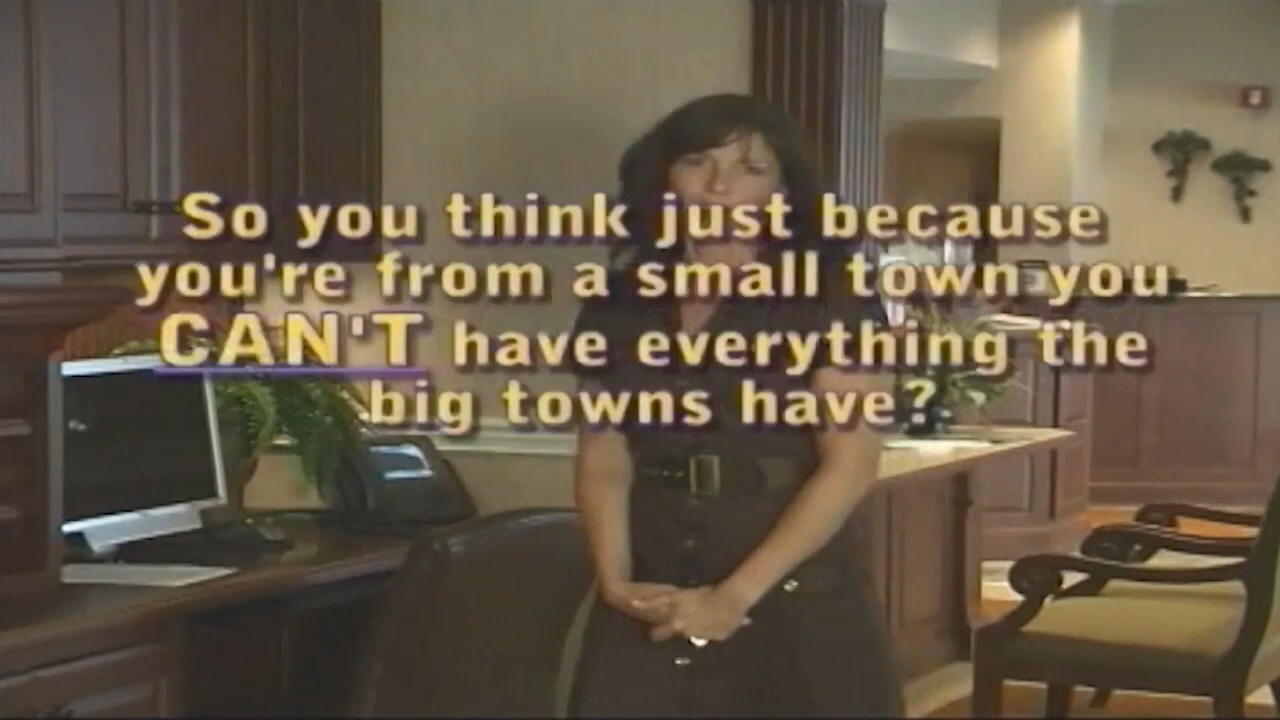 So you think just because
you're from a small town you
CAN'T have everything the
big towns have?